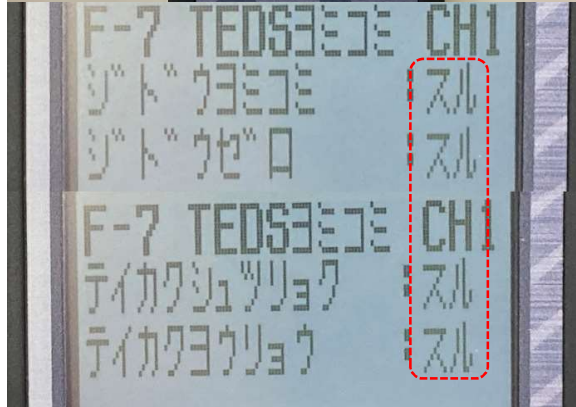 F-7 TEDSヨミコミ CH1
ジドウヨミコミ :スル
ジドウゼロ :スル
F-7 TEDSヨミコミ CH1
テイカクシュツリョク :スル
テイカクヨウリョウ :スル